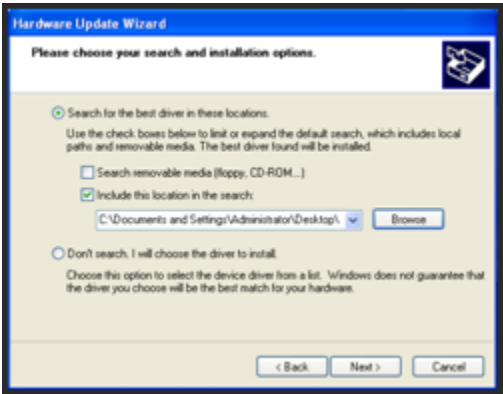 Hardware Update Wizard
Please choose your search and installation options.
Search for the best driver in these locations.
Use the check boxes below to limit or expand the default search, which includes local
paths and removable media. The best driver found will be installed.
Search removable media (floppy, CD-ROM...)
Include this location in the search:
C:\Documents and Settings\Administrator\Desktop\
Browse
Don't search. I will choose the driver to install.
Choose this option to select the device driver from a list. Windows does not guarantee that
the driver you choose will be the best match for your hardware.
< Back
Next >
Cancel